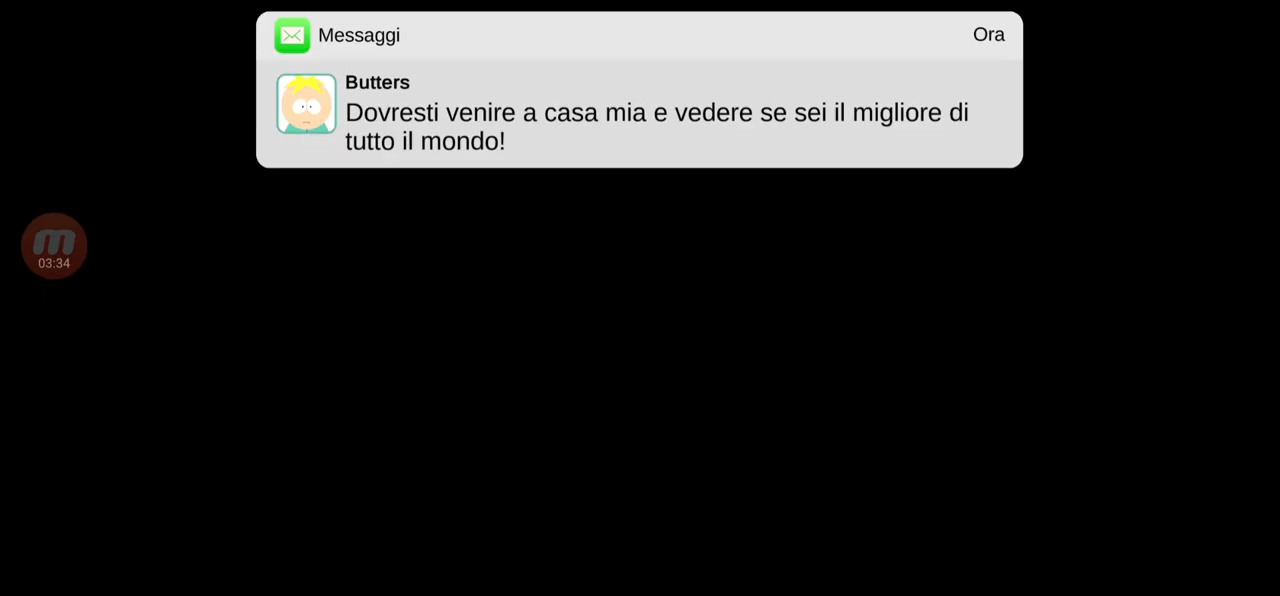 Messaggi
Ora
Butters
Dovresti venire a casa mia e vedere se sei il migliore di
tutto il mondo!
m
03:34